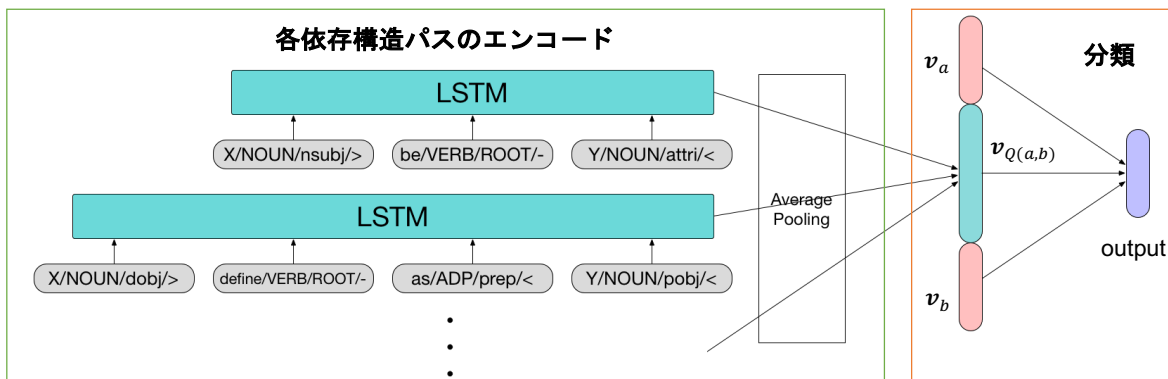 各依存構造パスのエンコード
LSTM
X/NOUN/nsubj/>
be/VERB/ROOT/-
Y/NOUN/attri/<
LSTM
X/NOUN/dobj/>
define/VERB/ROOT/-
as/ADP/prep/<
Y/NOUN/pobj/<
Average
Pooling
分類
v_a
v_{Q(a,b)}
v_b
output